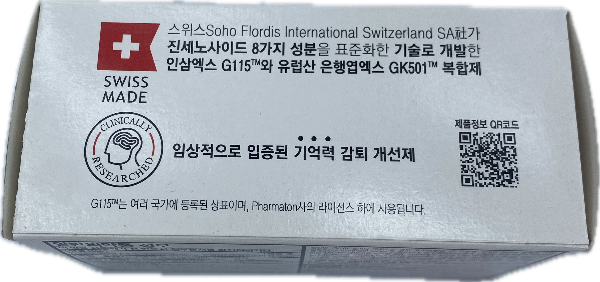 스위스Soho Flordis International Switzerland SA社가
진세노사이드 8가지 성분을 표준화한 기술로 개발한
인삼엑스 G115™와 유럽산 은행엽엑스 GK501™ 복합제
SWISS
MADE
CLINICALLY
RESEARCHED
임상적으로 입증된 기억력 감퇴 개선제
제품정보 QR코드
G115™는 여러 국가에 등록된 상표이며, Pharmaton사의 라이선스 하에 사용됩니다.